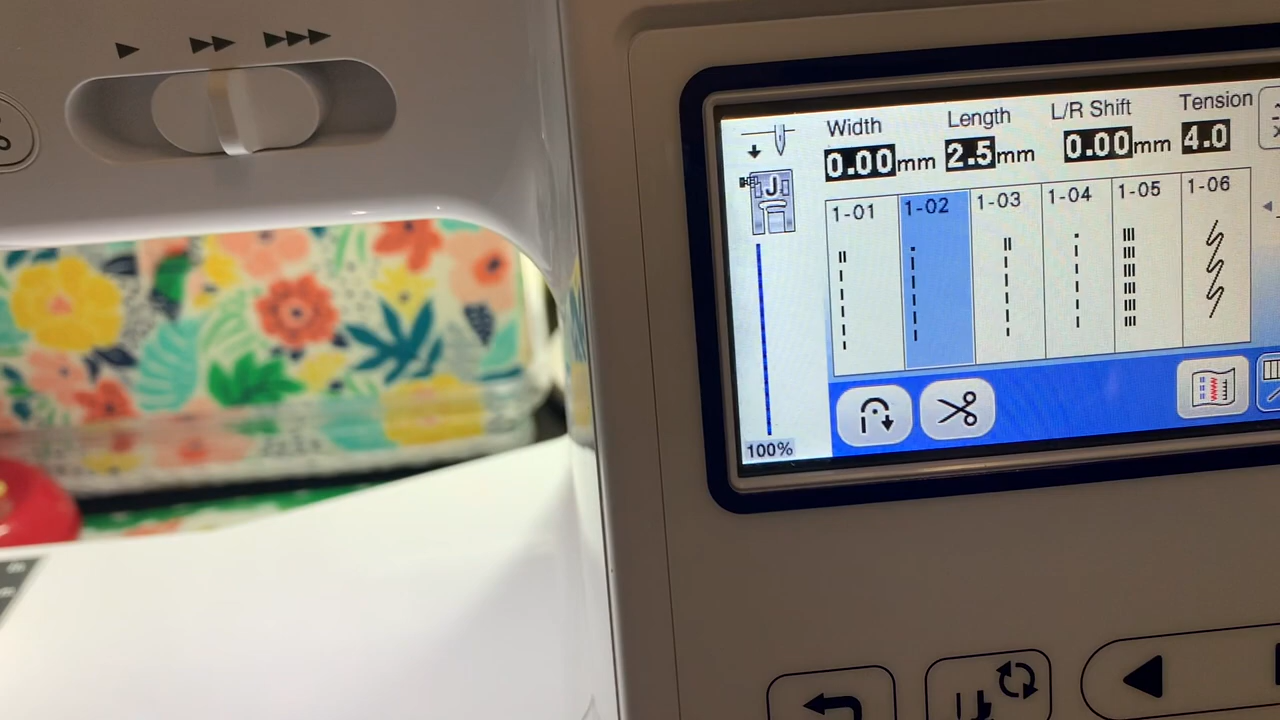 Width Length L/R Shift Tension
0.00mm 2.5mm 0.00mm 4.0
J
1-01 1-02 1-03 1-04 1-05 1-06
100%